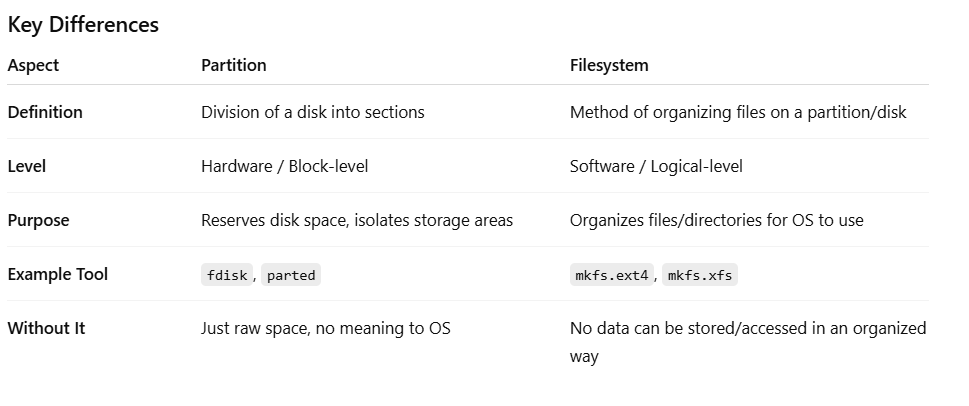 Key Differences
Aspect Partition Filesystem
Definition Division of a disk into sections Method of organizing files on a partition/disk
Level Hardware / Block-level Software / Logical-level
Purpose Reserves disk space, isolates storage areas Organizes files/directories for OS to use
Example Tool fdisk, parted mkfs.ext4, mkfs.xfs
Without It Just raw space, no meaning to OS No data can be stored/accessed in an organized
way